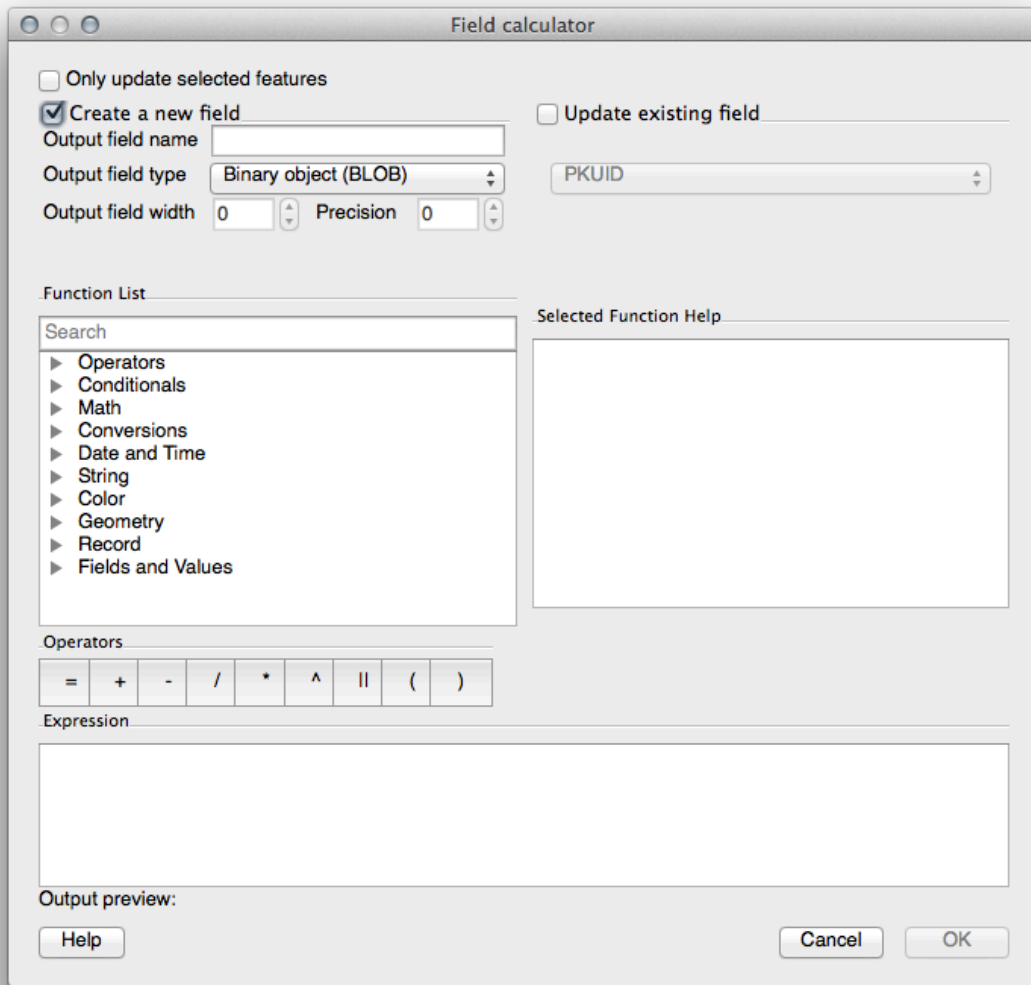 Field calculator
Only update selected features
Create a new field
Update existing field
Output field name
Output field type Binary object (BLOB)
PKUID
Output field width 0 Precision 0
Function List
Selected Function Help
Search
Operators
Conditionals
Math
Conversions
Date and Time
String
Color
Geometry
Record
Fields and Values
Operators
= + - / * ^ || ( )
Expression
Output preview:
Help Cancel OK